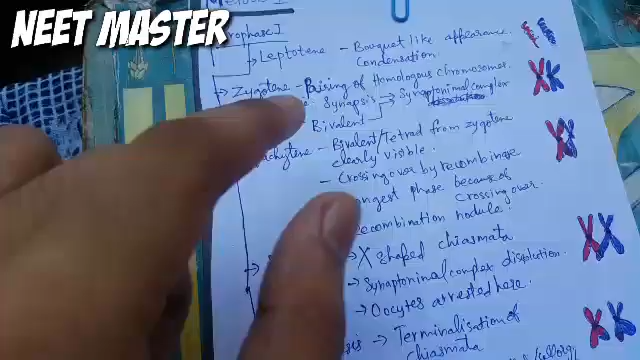 NEET MASTER
Meiosis I
Prophase I
Leptotene - Bouquet like appearance.
Condensation.
Zygotene - Pairing of Homologous chromosomes.
Synapsis → Synaptonimal complex
Bivalent
Pachytene - Bivalent/Tetrad from zygotene
clearly visible.
- Crossing over by recombinase
longest phase because of
crossing over.
Recombination nodule.
→ X shaped chiasmata
→ Synaptonimal complex dissolution.
→ Oocytes arrested here.
→ Terminalisation of
chiasmata